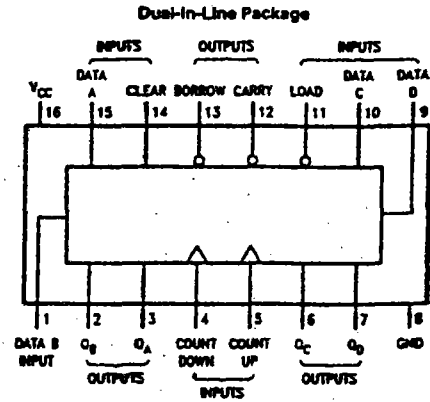 Dual-In-Line Package
INPUTS OUTPUTS INPUTS
VCC DATA A CLEAR BORROW CARRY LOAD DATA C DATA D
16 15 14 13 12 11 10 9
1 2 3 4 5 6 7 8
DATA B INPUT QB QA COUNT DOWN COUNT UP QC QD GND
OUTPUTS INPUTS OUTPUTS